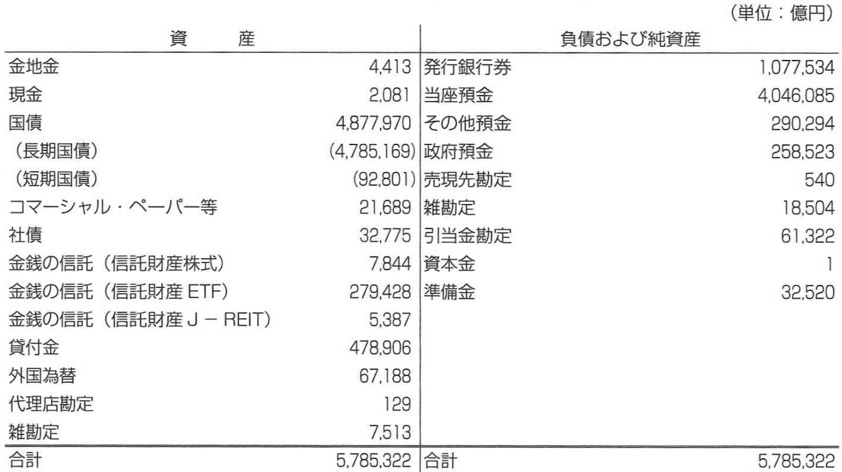 （単位：億円）
資　　　産　負債および純資産
金地金 4,413 発行銀行券 1,077,534
現金 2,081 当座預金 4,046,085
国債 4,877,970 その他預金 290,294
（長期国債） (4,785,169) 政府預金 258,523
（短期国債） (92,801) 売現先勘定 540
コマーシャル・ペーパー等 21,689 雑勘定 18,504
社債 32,775 引当金勘定 61,322
金銭の信託（信託財産株式） 7,844 資本金 1
金銭の信託（信託財産 ETF） 279,428 準備金 32,520
金銭の信託（信託財産 J － REIT） 5,387
貸付金 478,906
外国為替 67,188
代理店勘定 129
雑勘定 7,513
合計 5,785,322 合計 5,785,322